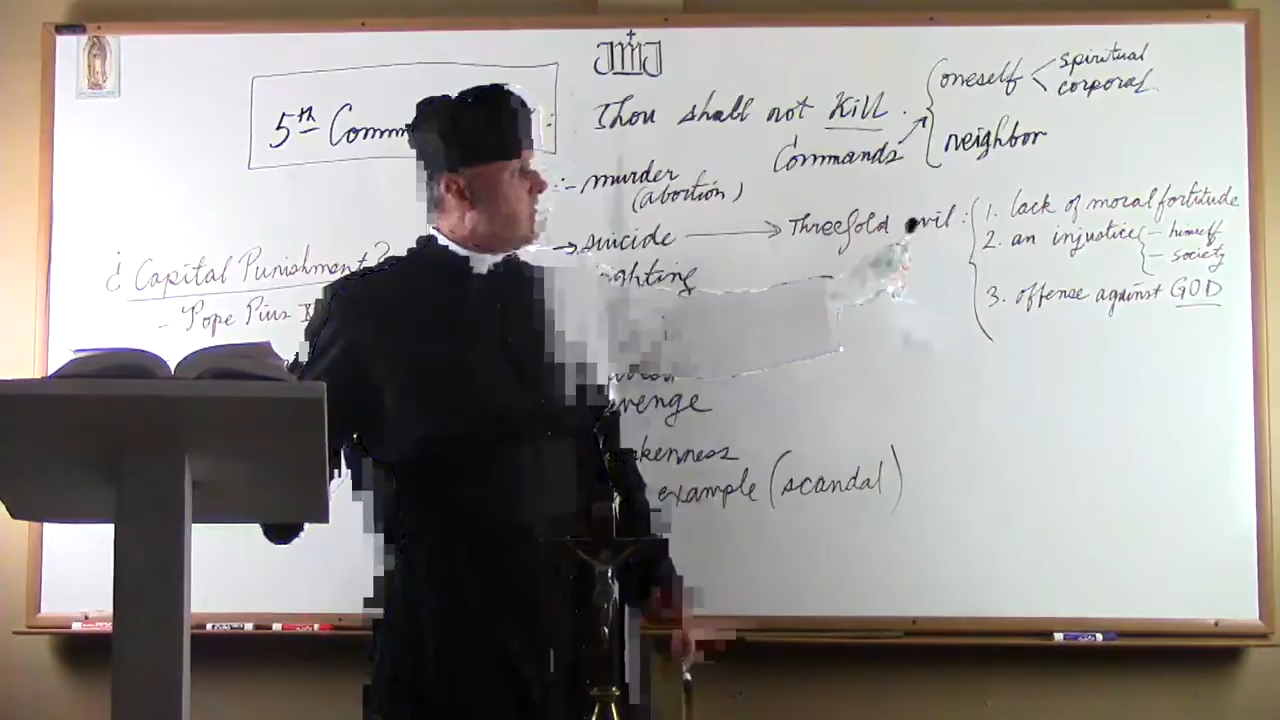 JMJ
5th Comm
Thou shall not Kill.
Commands
oneself
spiritual
corporal
neighbor
- murder
(abortion)
suicide
Threefold evil :
1. lack of moral fortitude
2. an injustice
- himself
- society
3. offense against GOD
¿ Capital Punishment?
- Pope Pius
example (scandal)